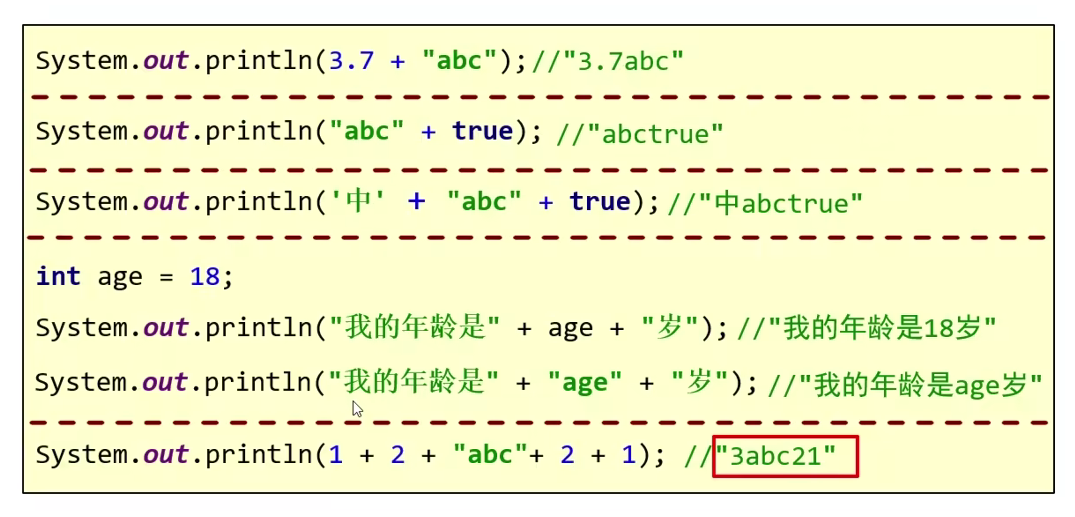 System.out.println(3.7 + "abc");//"3.7abc"
System.out.println("abc" + true); //"abctrue"
System.out.println('中' + "abc" + true);//"中abctrue"
int age = 18;
System.out.println("我的年龄是" + age + "岁");//"我的年龄是18岁"
System.out.println("我的年龄是" + "age" + "岁"); //"我的年龄是age岁"
System.out.println(1 + 2 + "abc"+ 2 + 1); //"3abc21"